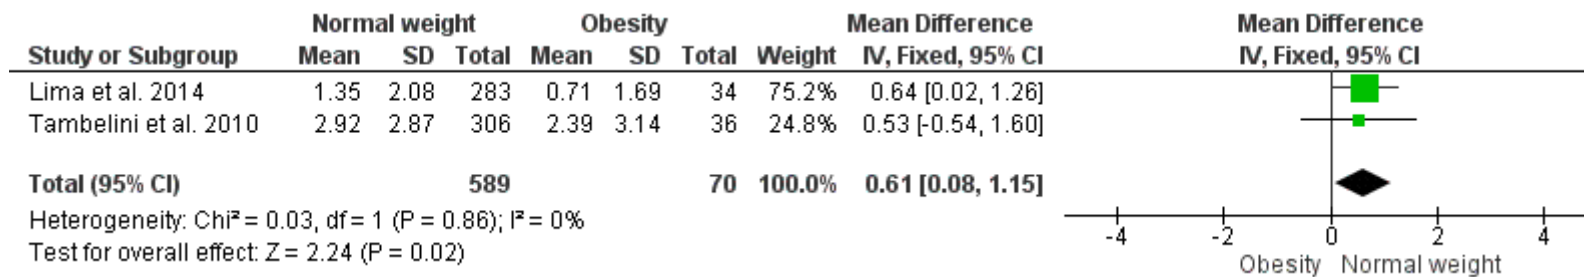 Normal weight Obesity Mean Difference Mean Difference
Study or Subgroup Mean SD Total Mean SD Total Weight IV, Fixed, 95% CI IV, Fixed, 95% CI
Lima et al. 2014 1.35 2.08 283 0.71 1.69 34 75.2% 0.64 [0.02, 1.26]
Tambelini et al. 2010 2.92 2.87 306 2.39 3.14 36 24.8% 0.53 [-0.54, 1.60]
Total (95% CI) 589 70 100.0% 0.61 [0.08, 1.15]
Heterogeneity: Chi² = 0.03, df = 1 (P = 0.86); I² = 0%
Test for overall effect: Z = 2.24 (P = 0.02)
-4 -2 0 2 4
Obesity Normal weight